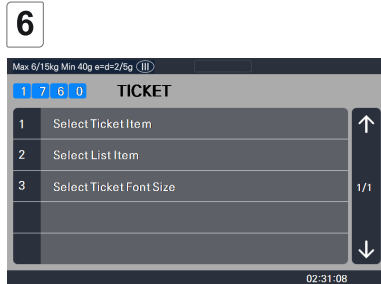 6
Max 6/15kg Min 40g e=d=2/5g (III)
1 7 6 0 TICKET
1 Select Ticket Item
2 Select List Item
3 Select Ticket Font Size
1/1
02:31:08